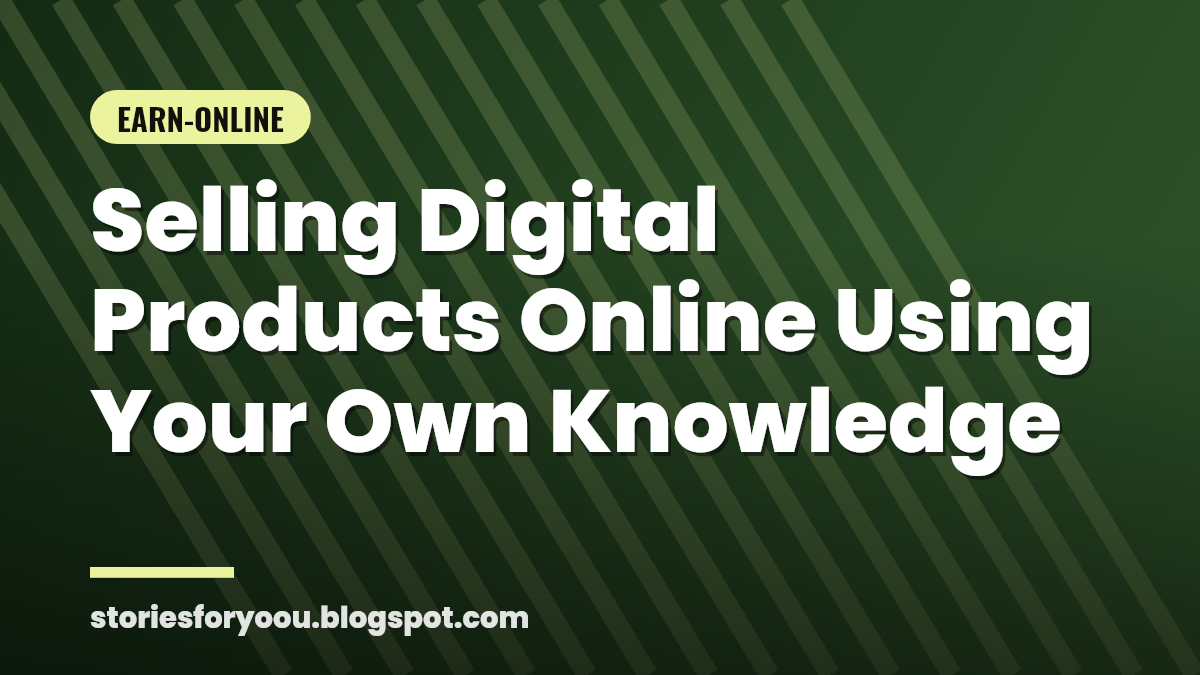 EARN-ONLINE
Selling Digital
Products Online Using
Your Own Knowledge
storiesforyoou.blogspot.com